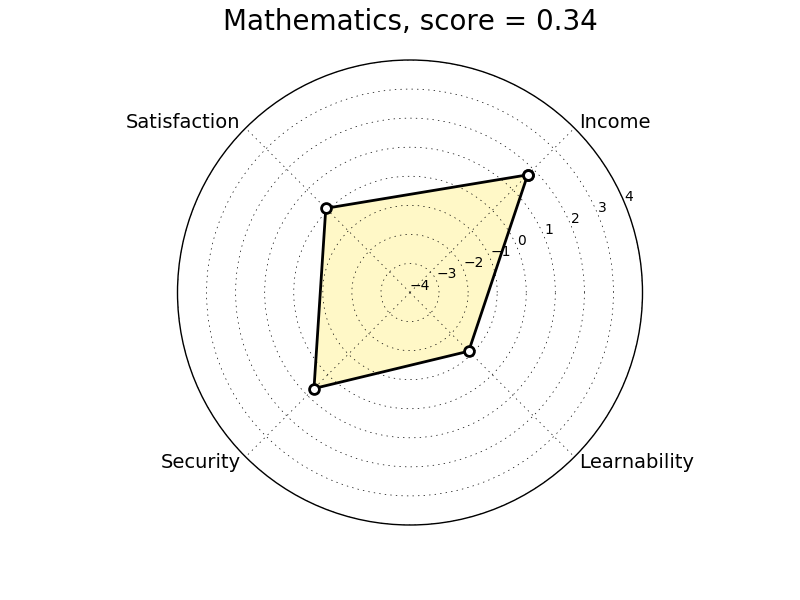 Mathematics, score = 0.34
Satisfaction
Income
4
3
2
1
0
−1
−2
−3
−4
Security
Learnability